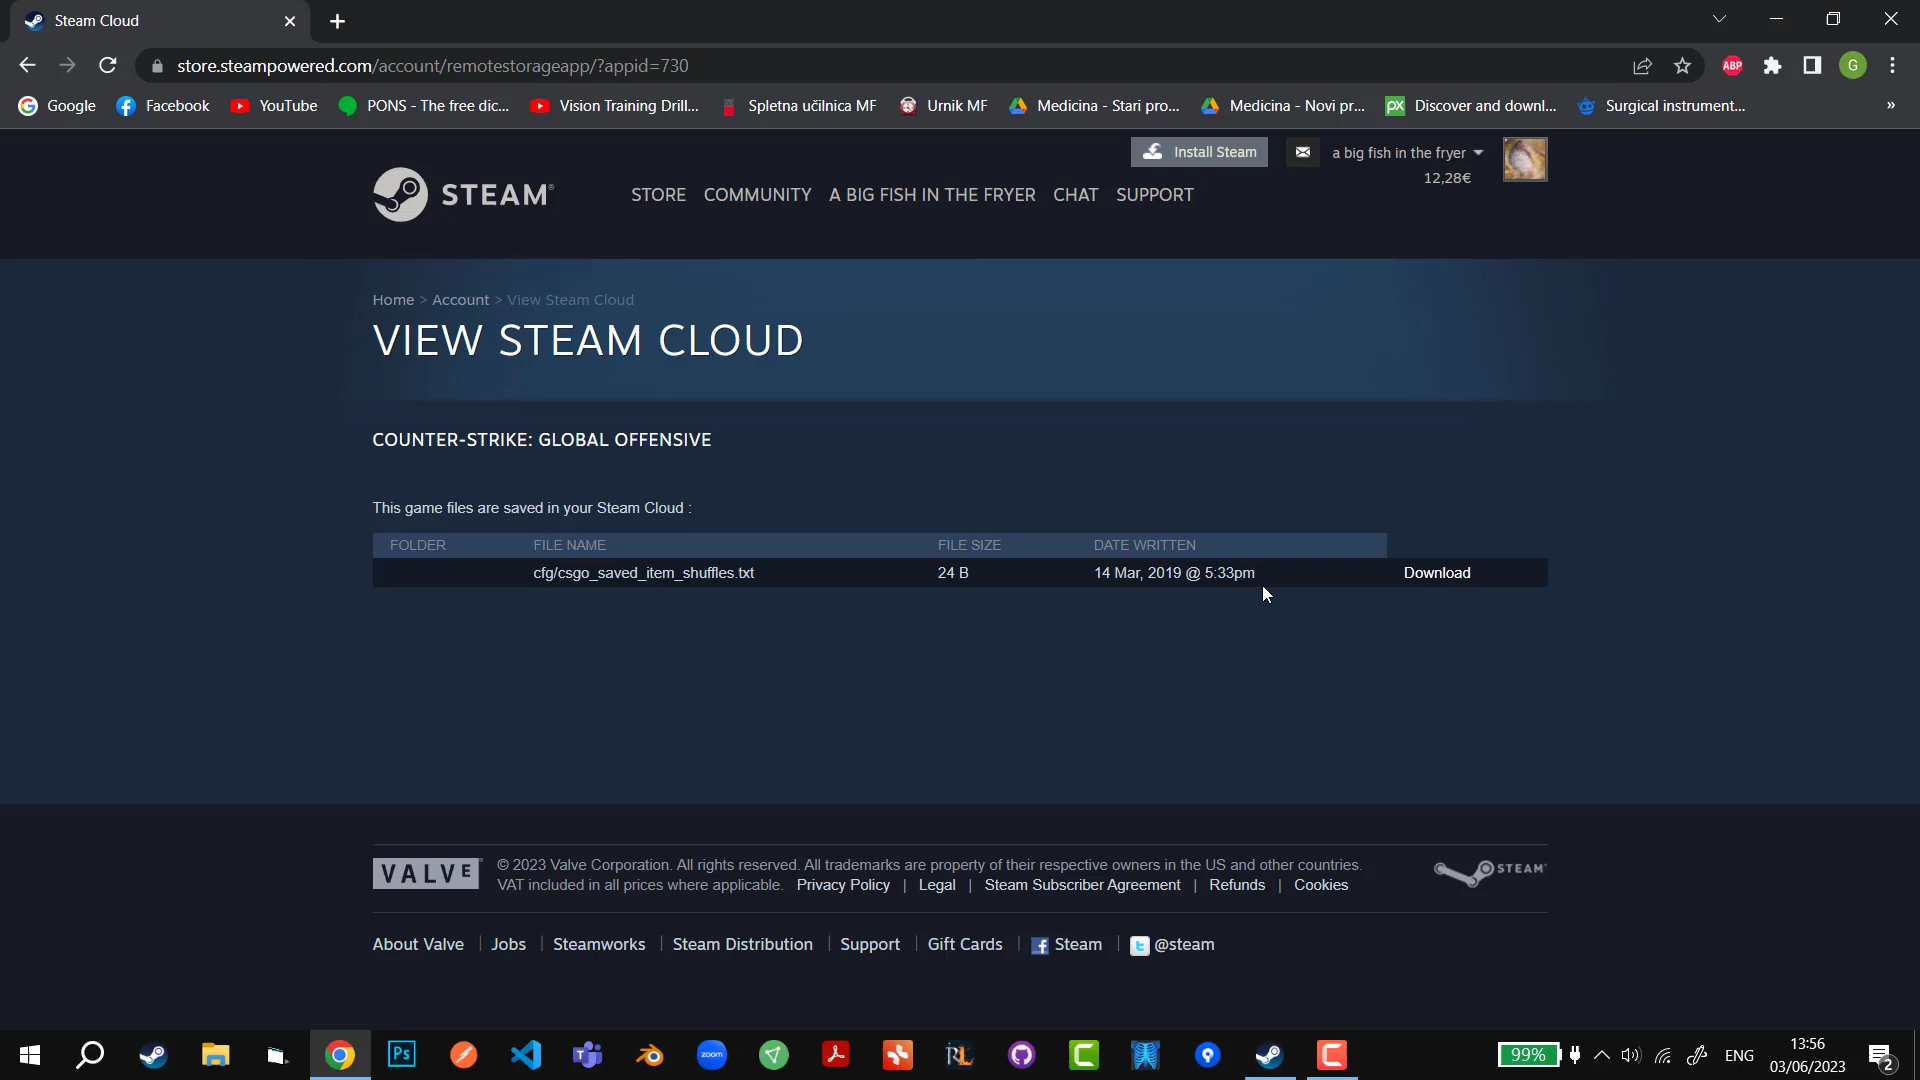 Steam Cloud
store.steampowered.com/account/remotestorageapp/?appid=730
ABP
G
Google
Facebook
YouTube
PONS - The free dic...
Vision Training Drill...
Spletna učilnica MF
Urnik MF
Medicina - Stari pro...
Medicina - Novi pr...
px
Discover and downl...
Surgical instrument...
»
Install Steam
a big fish in the fryer
12,28€
STEAM®
STORE
COMMUNITY
A BIG FISH IN THE FRYER
CHAT
SUPPORT
Home > Account > View Steam Cloud
VIEW STEAM CLOUD
COUNTER-STRIKE: GLOBAL OFFENSIVE
This game files are saved in your Steam Cloud :
FOLDER FILE NAME FILE SIZE DATE WRITTEN
cfg/csgo_saved_item_shuffles.txt 24 B 14 Mar, 2019 @ 5:33pm Download
VALVE
© 2023 Valve Corporation. All rights reserved. All trademarks are property of their respective owners in the US and other countries.
VAT included in all prices where applicable. Privacy Policy | Legal | Steam Subscriber Agreement | Refunds | Cookies
STEAM™
About Valve | Jobs | Steamworks | Steam Distribution | Support | Gift Cards | Steam | @steam
Ps
zoom
RL
C
C
99%
ENG
13:56
03/06/2023
2